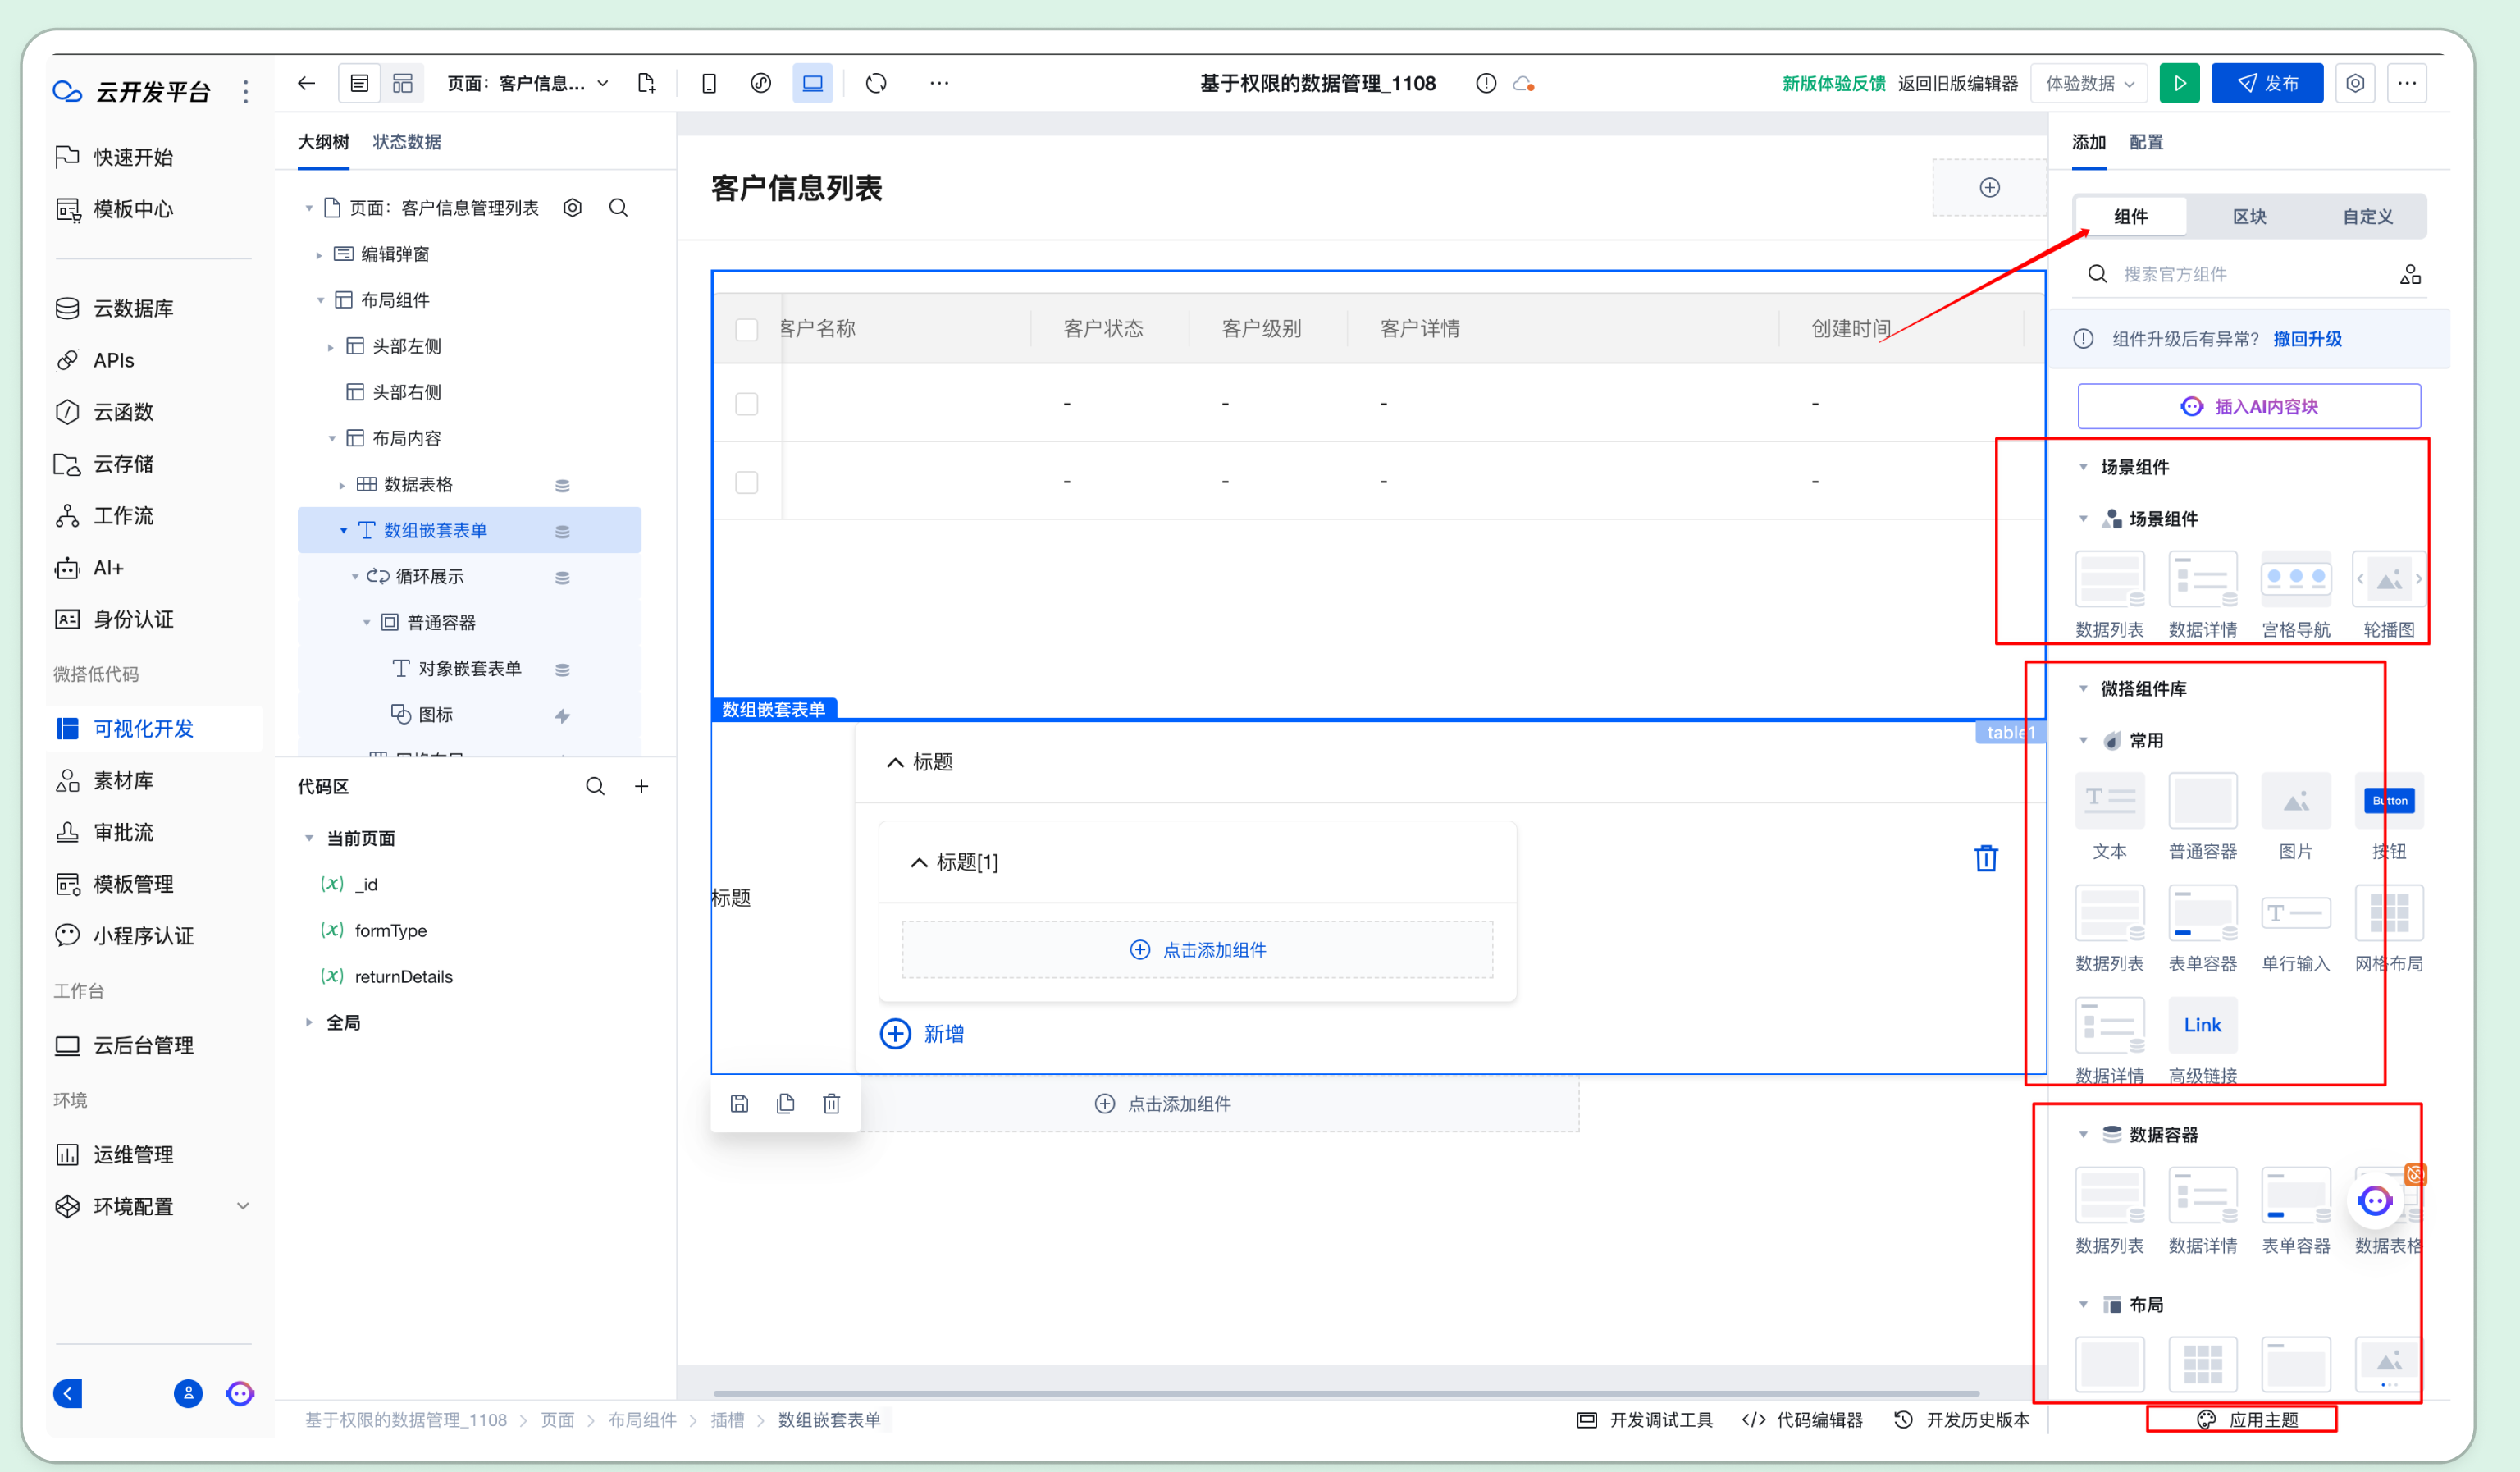 云开发平台
快速开始
模板中心
云数据库
APIs
云函数
云存储
工作流
AI+
身份认证
微搭低代码
可视化开发
素材库
审批流
模板管理
小程序认证
工作台
云后台管理
环境
运维管理
环境配置
页面：客户信息...
基于权限的数据管理_1108
新版体验反馈
返回旧版编辑器
体验数据
发布
大纲树
状态数据
页面：客户信息管理列表
编辑弹窗
布局组件
头部左侧
头部右侧
布局内容
数据表格
数组嵌套表单
循环展示
普通容器
对象嵌套表单
图标
代码区
当前页面
(x) _id
(x) formType
(x) returnDetails
全局
客户信息列表
客户名称
客户状态
客户级别
客户详情
创建时间
- - - -
- - - -
数组嵌套表单
table1
标题
标题[1]
标题
点击添加组件
新增
点击添加组件
添加
配置
组件
区块
自定义
搜索官方组件
组件升级后有异常？ 撤回升级
插入AI内容块
场景组件
场景组件
数据列表
数据详情
宫格导航
轮播图
微搭组件库
常用
Button
文本
普通容器
图片
按钮
数据列表
表单容器
单行输入
网格布局
Link
数据详情
高级链接
数据容器
数据列表
数据详情
表单容器
数据表格
布局
基于权限的数据管理_1108 > 页面 > 布局组件 > 插槽 > 数组嵌套表单
开发调试工具
代码编辑器
开发历史版本
应用主题